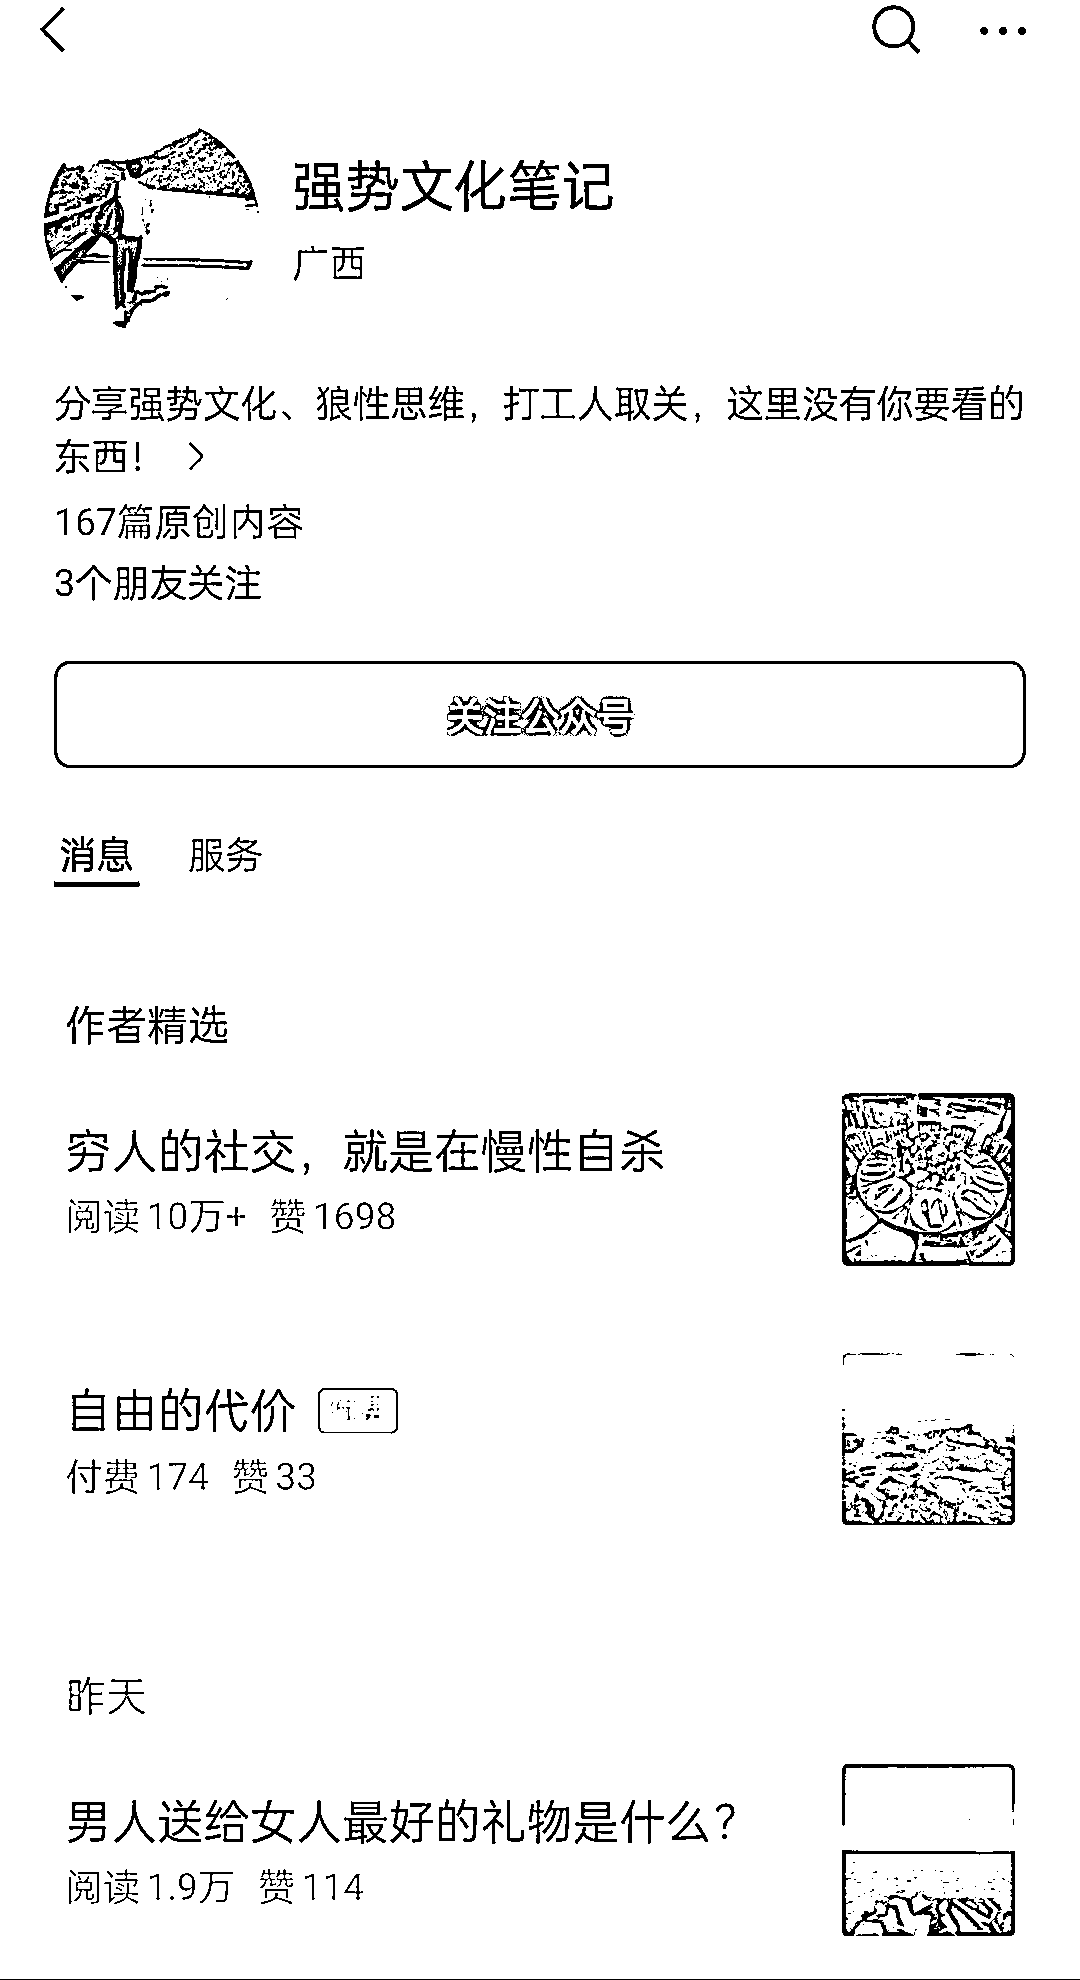 强势文化笔记
广西
分享强势文化、狼性思维，打工人取关，这里没有你要看的
东西！
167篇原创内容
3个朋友关注
关注公众号
消息 服务
作者精选
穷人的社交，就是在慢性自杀
阅读 10万+ 赞 1698
自由的代价
付费 174 赞 33
昨天
男人送给女人最好的礼物是什么？
阅读 1.9万 赞 114